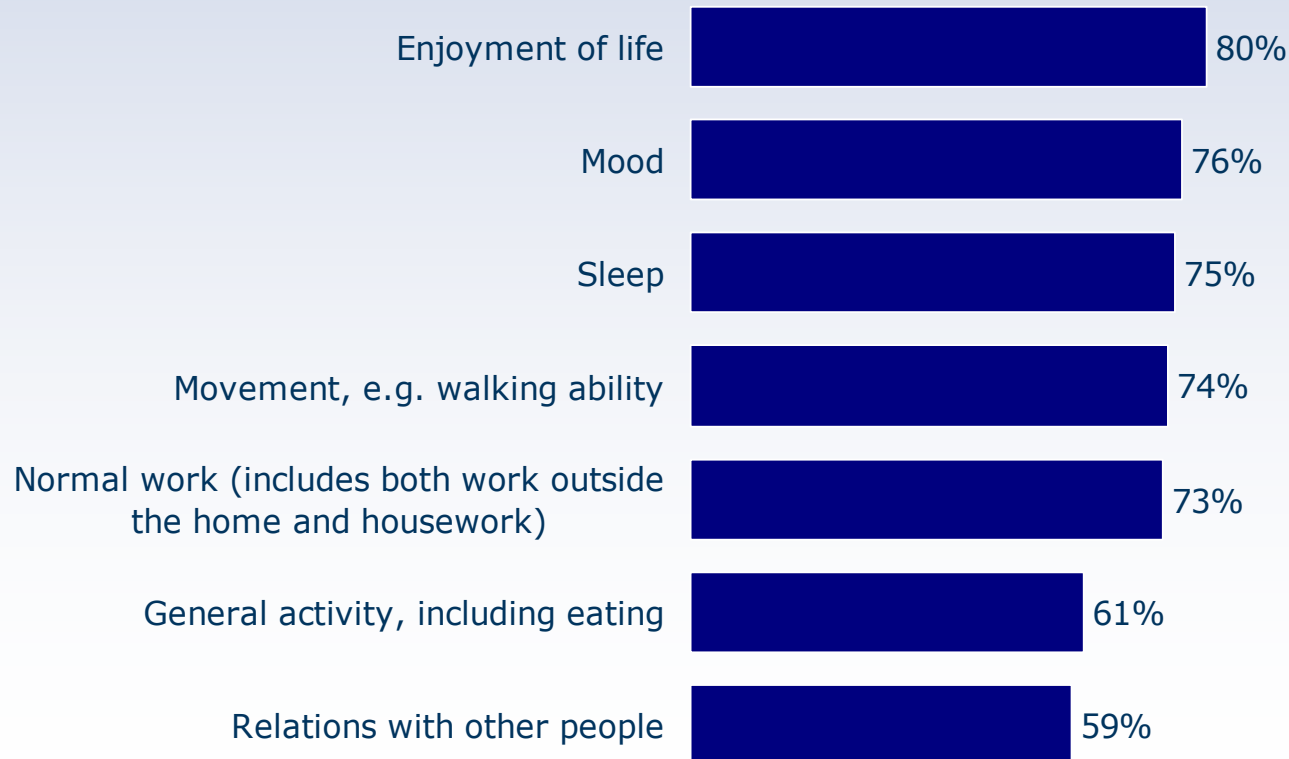 Enjoyment of life 80%
Mood 76%
Sleep 75%
Movement, e.g. walking ability 74%
Normal work (includes both work outside
the home and housework) 73%
General activity, including eating 61%
Relations with other people 59%